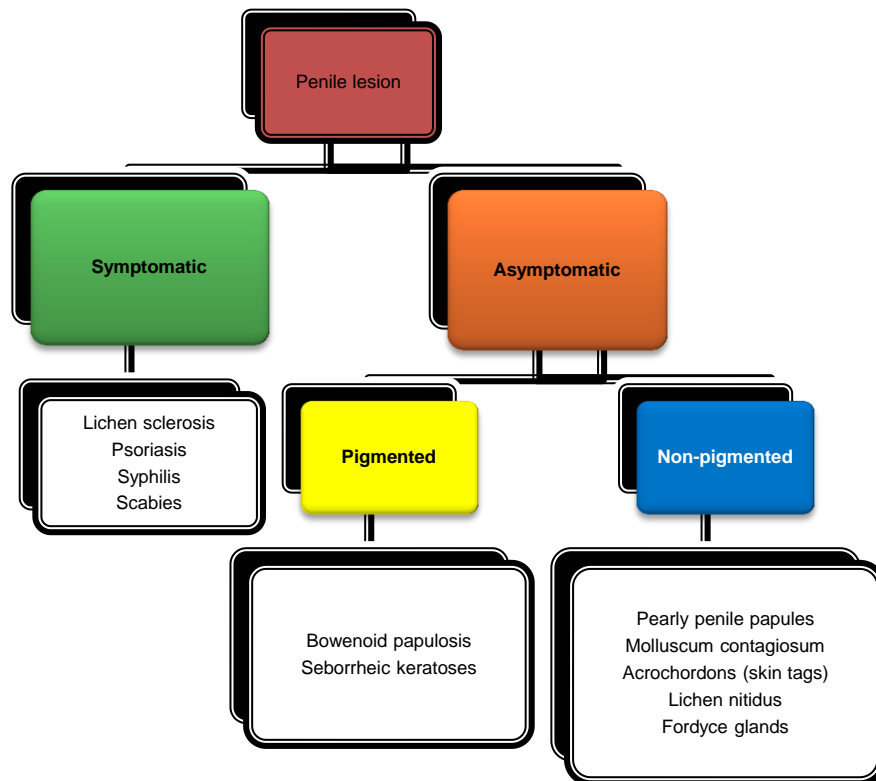 Penile lesion
Symptomatic
Asymptomatic
Lichen sclerosis
Psoriasis
Syphilis
Scabies
Pigmented
Non-pigmented
Bowenoid papulosis
Seborrheic keratoses
Pearly penile papules
Molluscum contagiosum
Acrochordons (skin tags)
Lichen nitidus
Fordyce glands